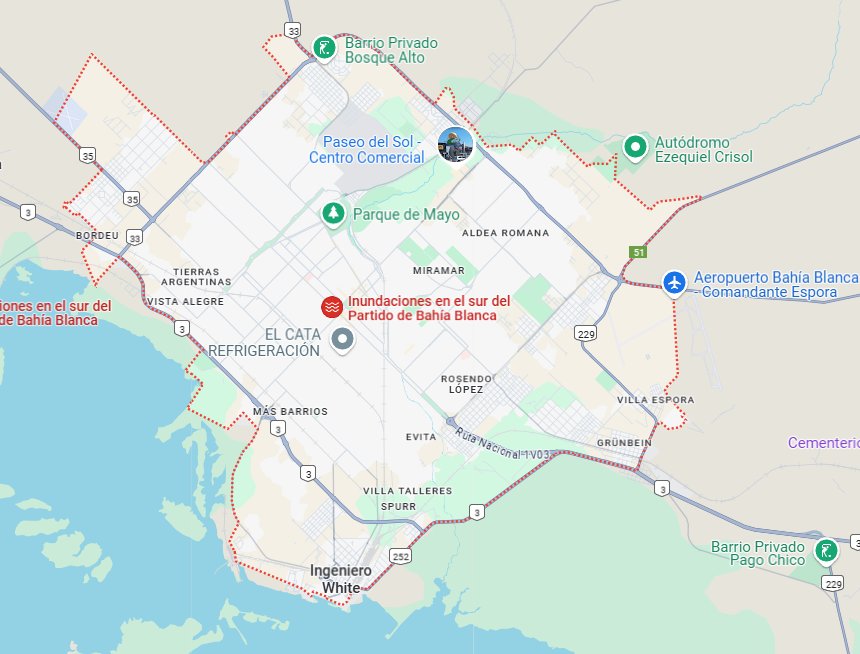 33
Barrio Privado
Bosque Alto
Paseo del Sol -
Centro Comercial
Autódromo
Ezequiel Crisol
35
35
3
33
BORDEU
Parque de Mayo
ALDEA ROMANA
51
MIRAMAR
TIERRAS
ARGENTINAS
Aeropuerto Bahía Blanca
- Comandante Espora
VISTA ALEGRE
iones en el sur del
de Bahía Blanca
Inundaciones en el sur del
Partido de Bahía Blanca
3
229
EL CATA
REFRIGERACIÓN
ROSENDO
LÓPEZ
VILLA ESPORA
MÁS BARRIOS
3
EVITA
Ruta Nacional 1V03
GRÜNBEIN
Cementerio
3
3
VILLA TALLERES
SPURR
3
252
Barrio Privado
Pago Chico
3
229
Ingeniero
White